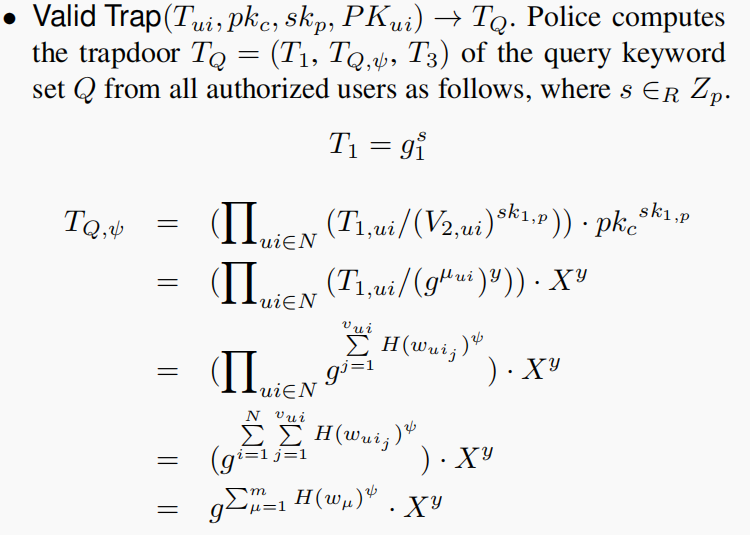 • Valid Trap(T_{ui}, pk_c, sk_p, PK_{ui}) → T_Q. Police computes
the trapdoor T_Q = (T_1, T_{Q,ψ}, T_3) of the query keyword
set Q from all authorized users as follows, where s ∈_R Z_p.
T_1 = g_1^s
T_{Q,ψ} = (∏_{ui∈N} (T_{1,ui}/(V_{2,ui})^{sk_{1,p}})) · pk_c^{sk_{1,p}}
= (∏_{ui∈N} (T_{1,ui}/(g^{μ_{ui}})^y)) · X^y
= (∏_{ui∈N} g^{∑_{j=1}^{v_{ui}} H(w_{ui_j})^ψ}) · X^y
= (g^{∑_{i=1}^{N} ∑_{j=1}^{v_{ui}} H(w_{ui_j})^ψ}) · X^y
= g^{∑_{μ=1}^{m} H(w_μ)^ψ} · X^y